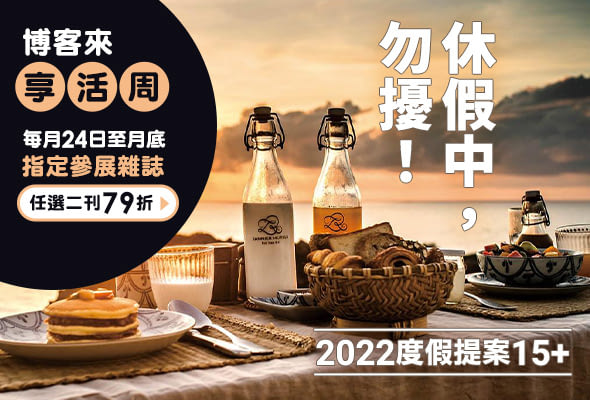 博客來
享活周
每月24日至月底
指定參展雜誌
任選二刊79折
休假中，
勿擾！
2022度假提案15+